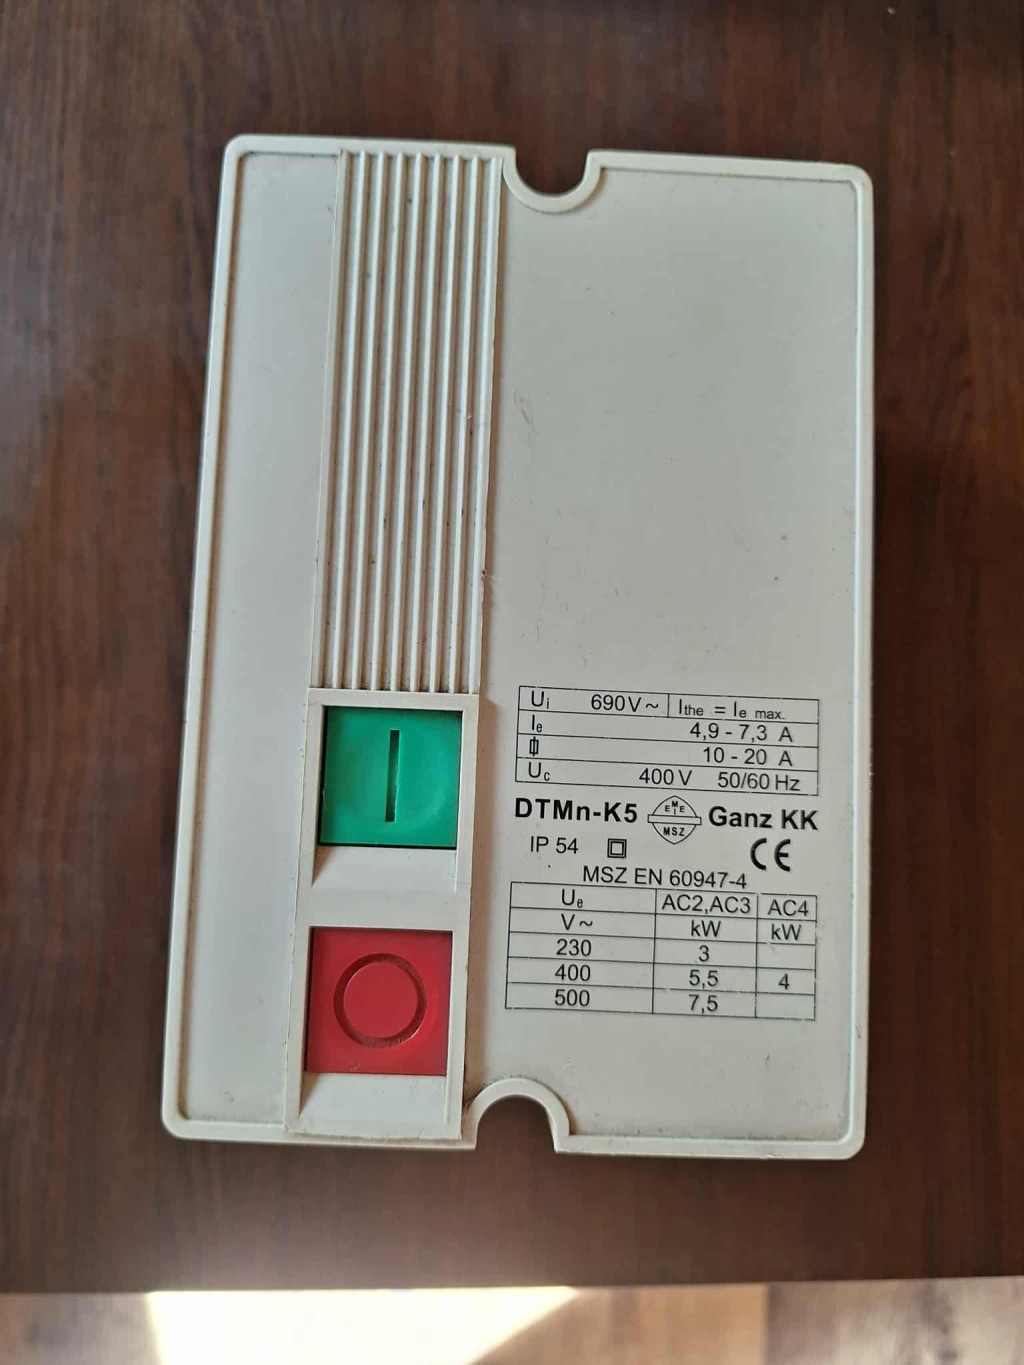 Ui 690V~ Ithe = Ie max.
Ie 4,9 - 7,3 A
10 - 20 A
Uc 400V 50/60 Hz
DTMn-K5 MEEI MSZ Ganz KK
IP 54 CE
MSZ EN 60947-4
Ue AC2,AC3 AC4
V~ kW kW
230 3
400 5,5 4
500 7,5
I
O